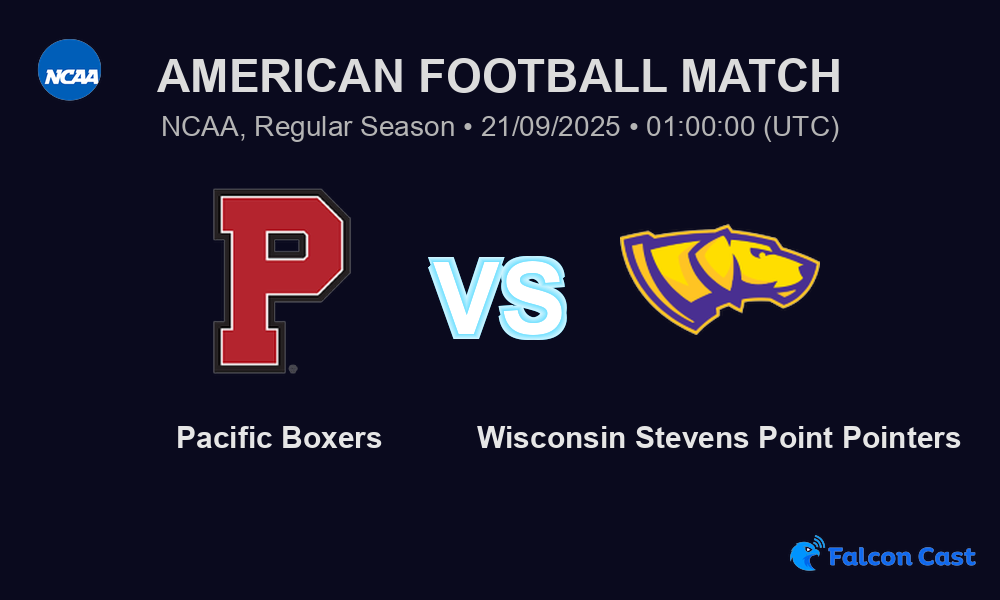 NCAA
AMERICAN FOOTBALL MATCH
NCAA, Regular Season • 21/09/2025 • 01:00:00 (UTC)
P
VS
Pacific Boxers
Wisconsin Stevens Point Pointers
Falcon Cast